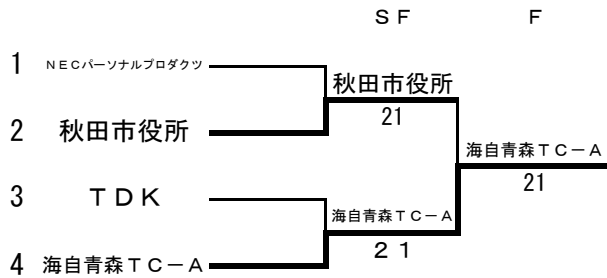 ＳＦ Ｆ
1 ＮＥＣパーソナルプロダクツ
秋田市役所
21
2 秋田市役所
海自青森ＴＣ－Ａ
21
3 ＴＤＫ
海自青森ＴＣ－Ａ
２１
4 海自青森ＴＣ－Ａ